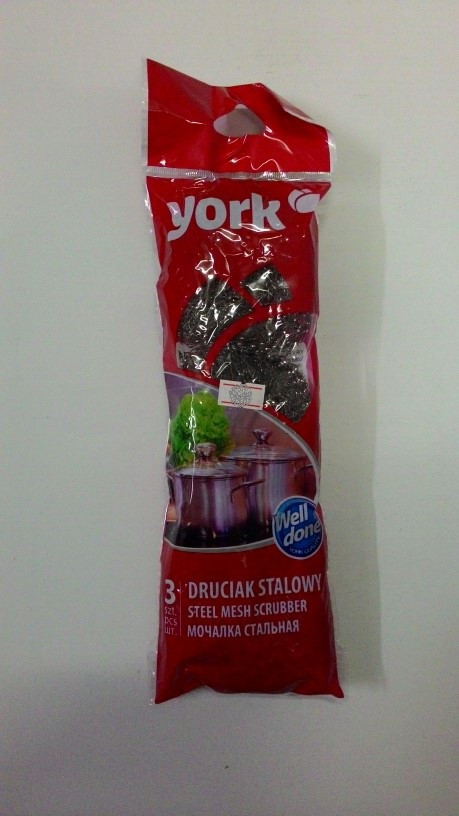 york
Well
done
3
SZT.
PCS
ШТ.
DRUCIAK STALOWY
STEEL MESH SCRUBBER
МОЧАЛКА СТАЛЬНАЯ